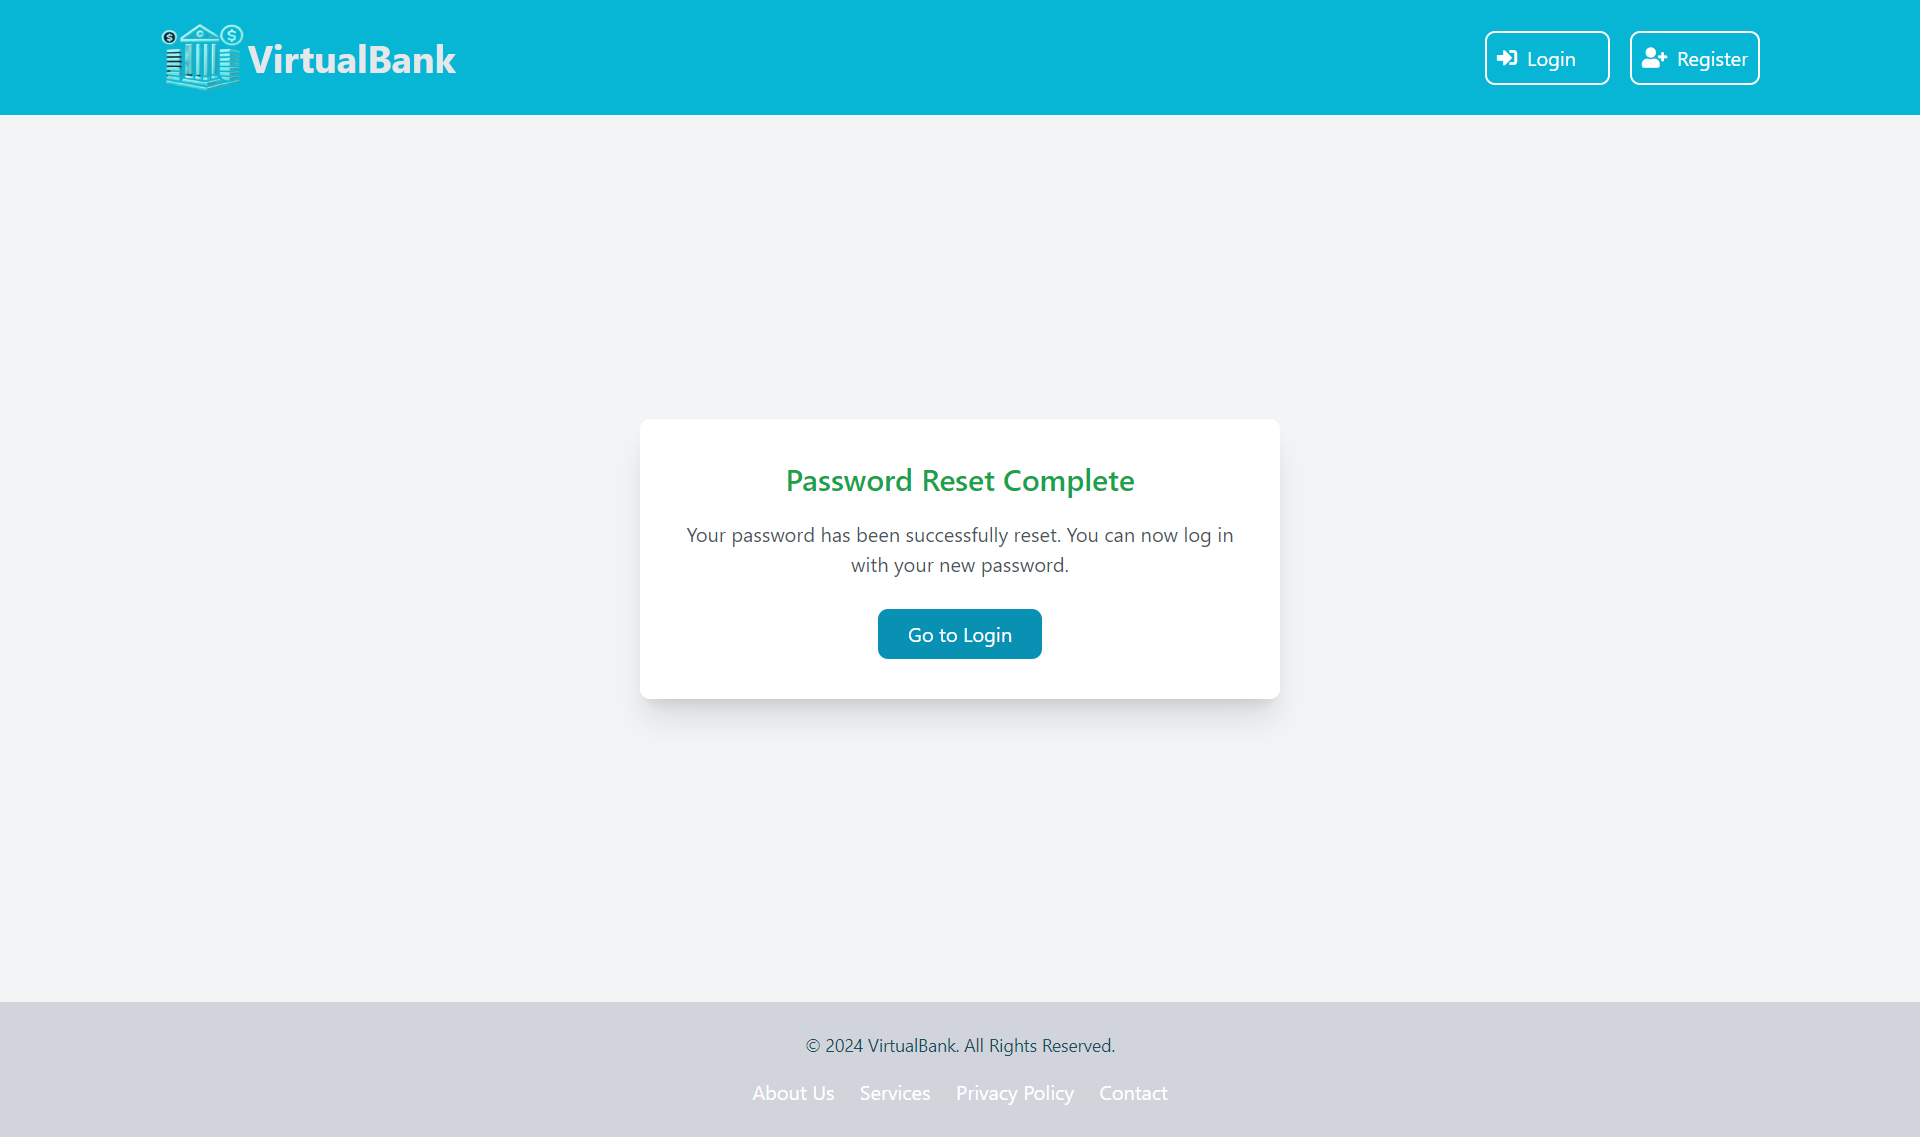 VirtualBank
Login
Register
Password Reset Complete
Your password has been successfully reset. You can now log in
with your new password.
Go to Login
© 2024 VirtualBank. All Rights Reserved.
About Us
Services
Privacy Policy
Contact